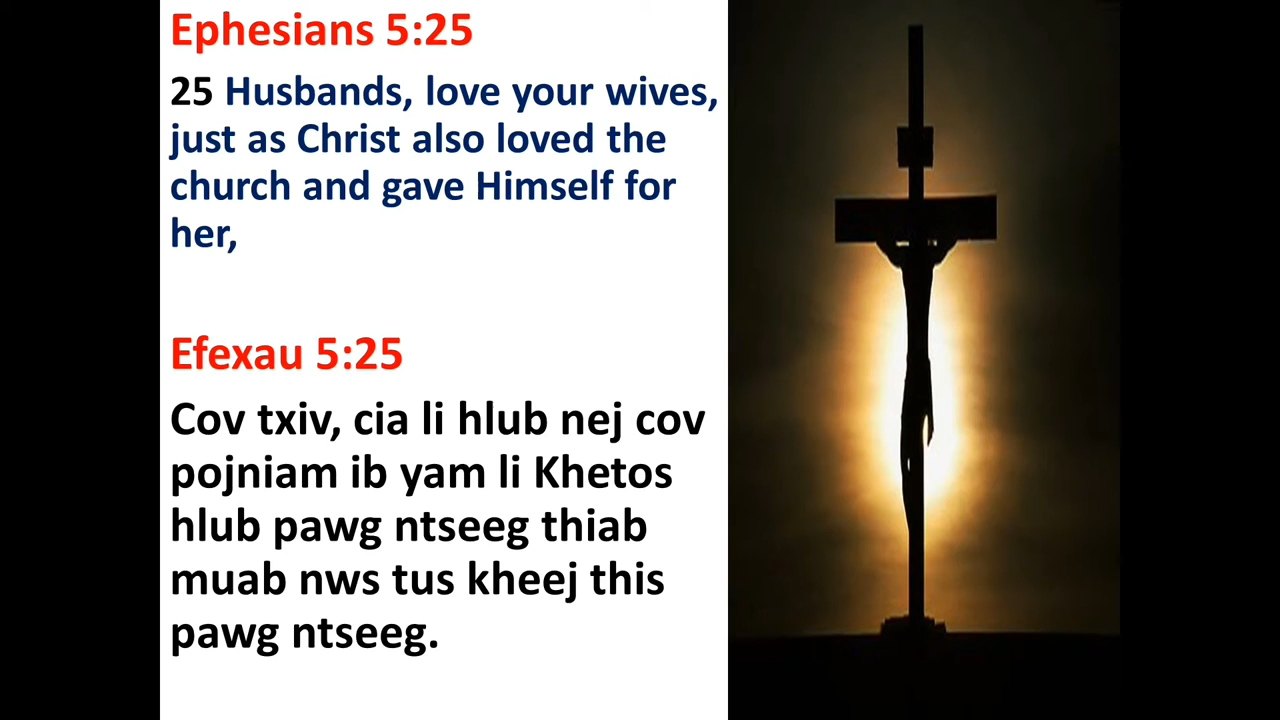 Ephesians 5:25
25 Husbands, love your wives,
just as Christ also loved the
church and gave Himself for
her,
Efexau 5:25
Cov txiv, cia li hlub nej cov
pojniam ib yam li Khetos
hlub pawg ntseeg thiab
muab nws tus kheej this
pawg ntseeg.